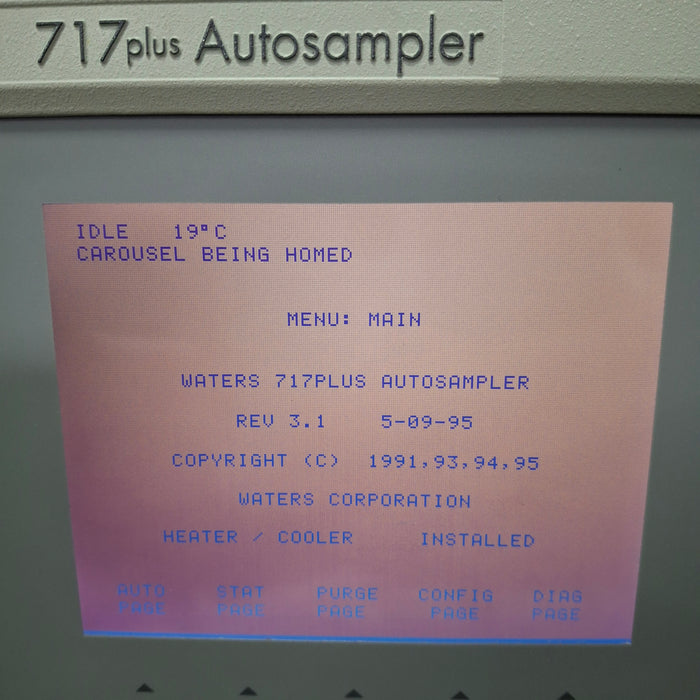 717plus Autosampler
IDLE 19°C
CAROUSEL BEING HOMED
MENU: MAIN
WATERS 717PLUS AUTOSAMPLER
REV 3.1 5-09-95
COPYRIGHT (C) 1991,93,94,95
WATERS CORPORATION
HEATER / COOLER INSTALLED
AUTO STAT PURGE CONFIG DIAG
PAGE PAGE PAGE PAGE PAGE